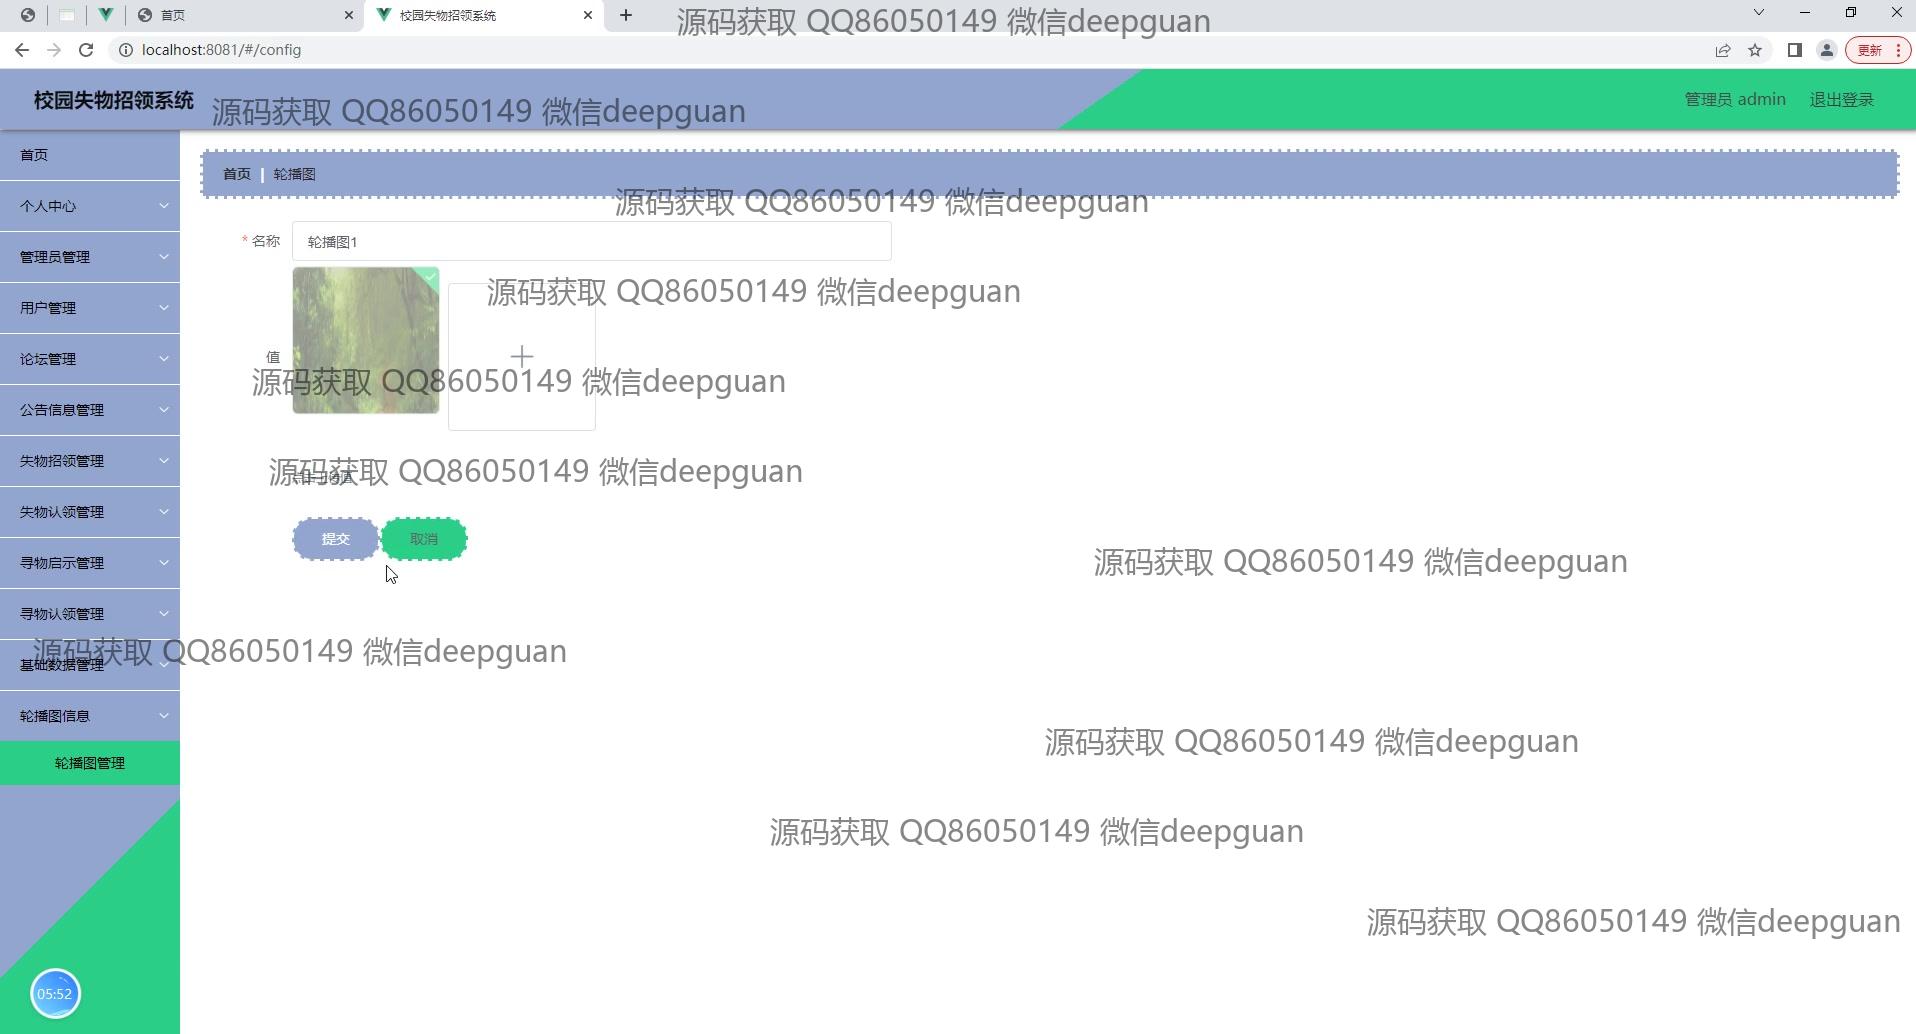 首页
校园失物招领系统
源码获取 QQ86050149 微信deepguan
localhost:8081/#/config
更新
校园失物招领系统
源码获取 QQ86050149 微信deepguan
管理员 admin
退出登录
首页
首页
轮播图
个人中心
源码获取 QQ86050149 微信deepguan
* 名称
轮播图1
管理员管理
源码获取 QQ86050149 微信deepguan
用户管理
值
论坛管理
源码获取 QQ86050149 微信deepguan
公告信息管理
失物招领管理
源码获取 QQ86050149 微信deepguan
失物认领管理
提交
取消
寻物启示管理
源码获取 QQ86050149 微信deepguan
寻物认领管理
源码获取 QQ86050149 微信deepguan
基础数据管理
轮播图信息
源码获取 QQ86050149 微信deepguan
轮播图管理
源码获取 QQ86050149 微信deepguan
源码获取 QQ86050149 微信deepguan
05:52